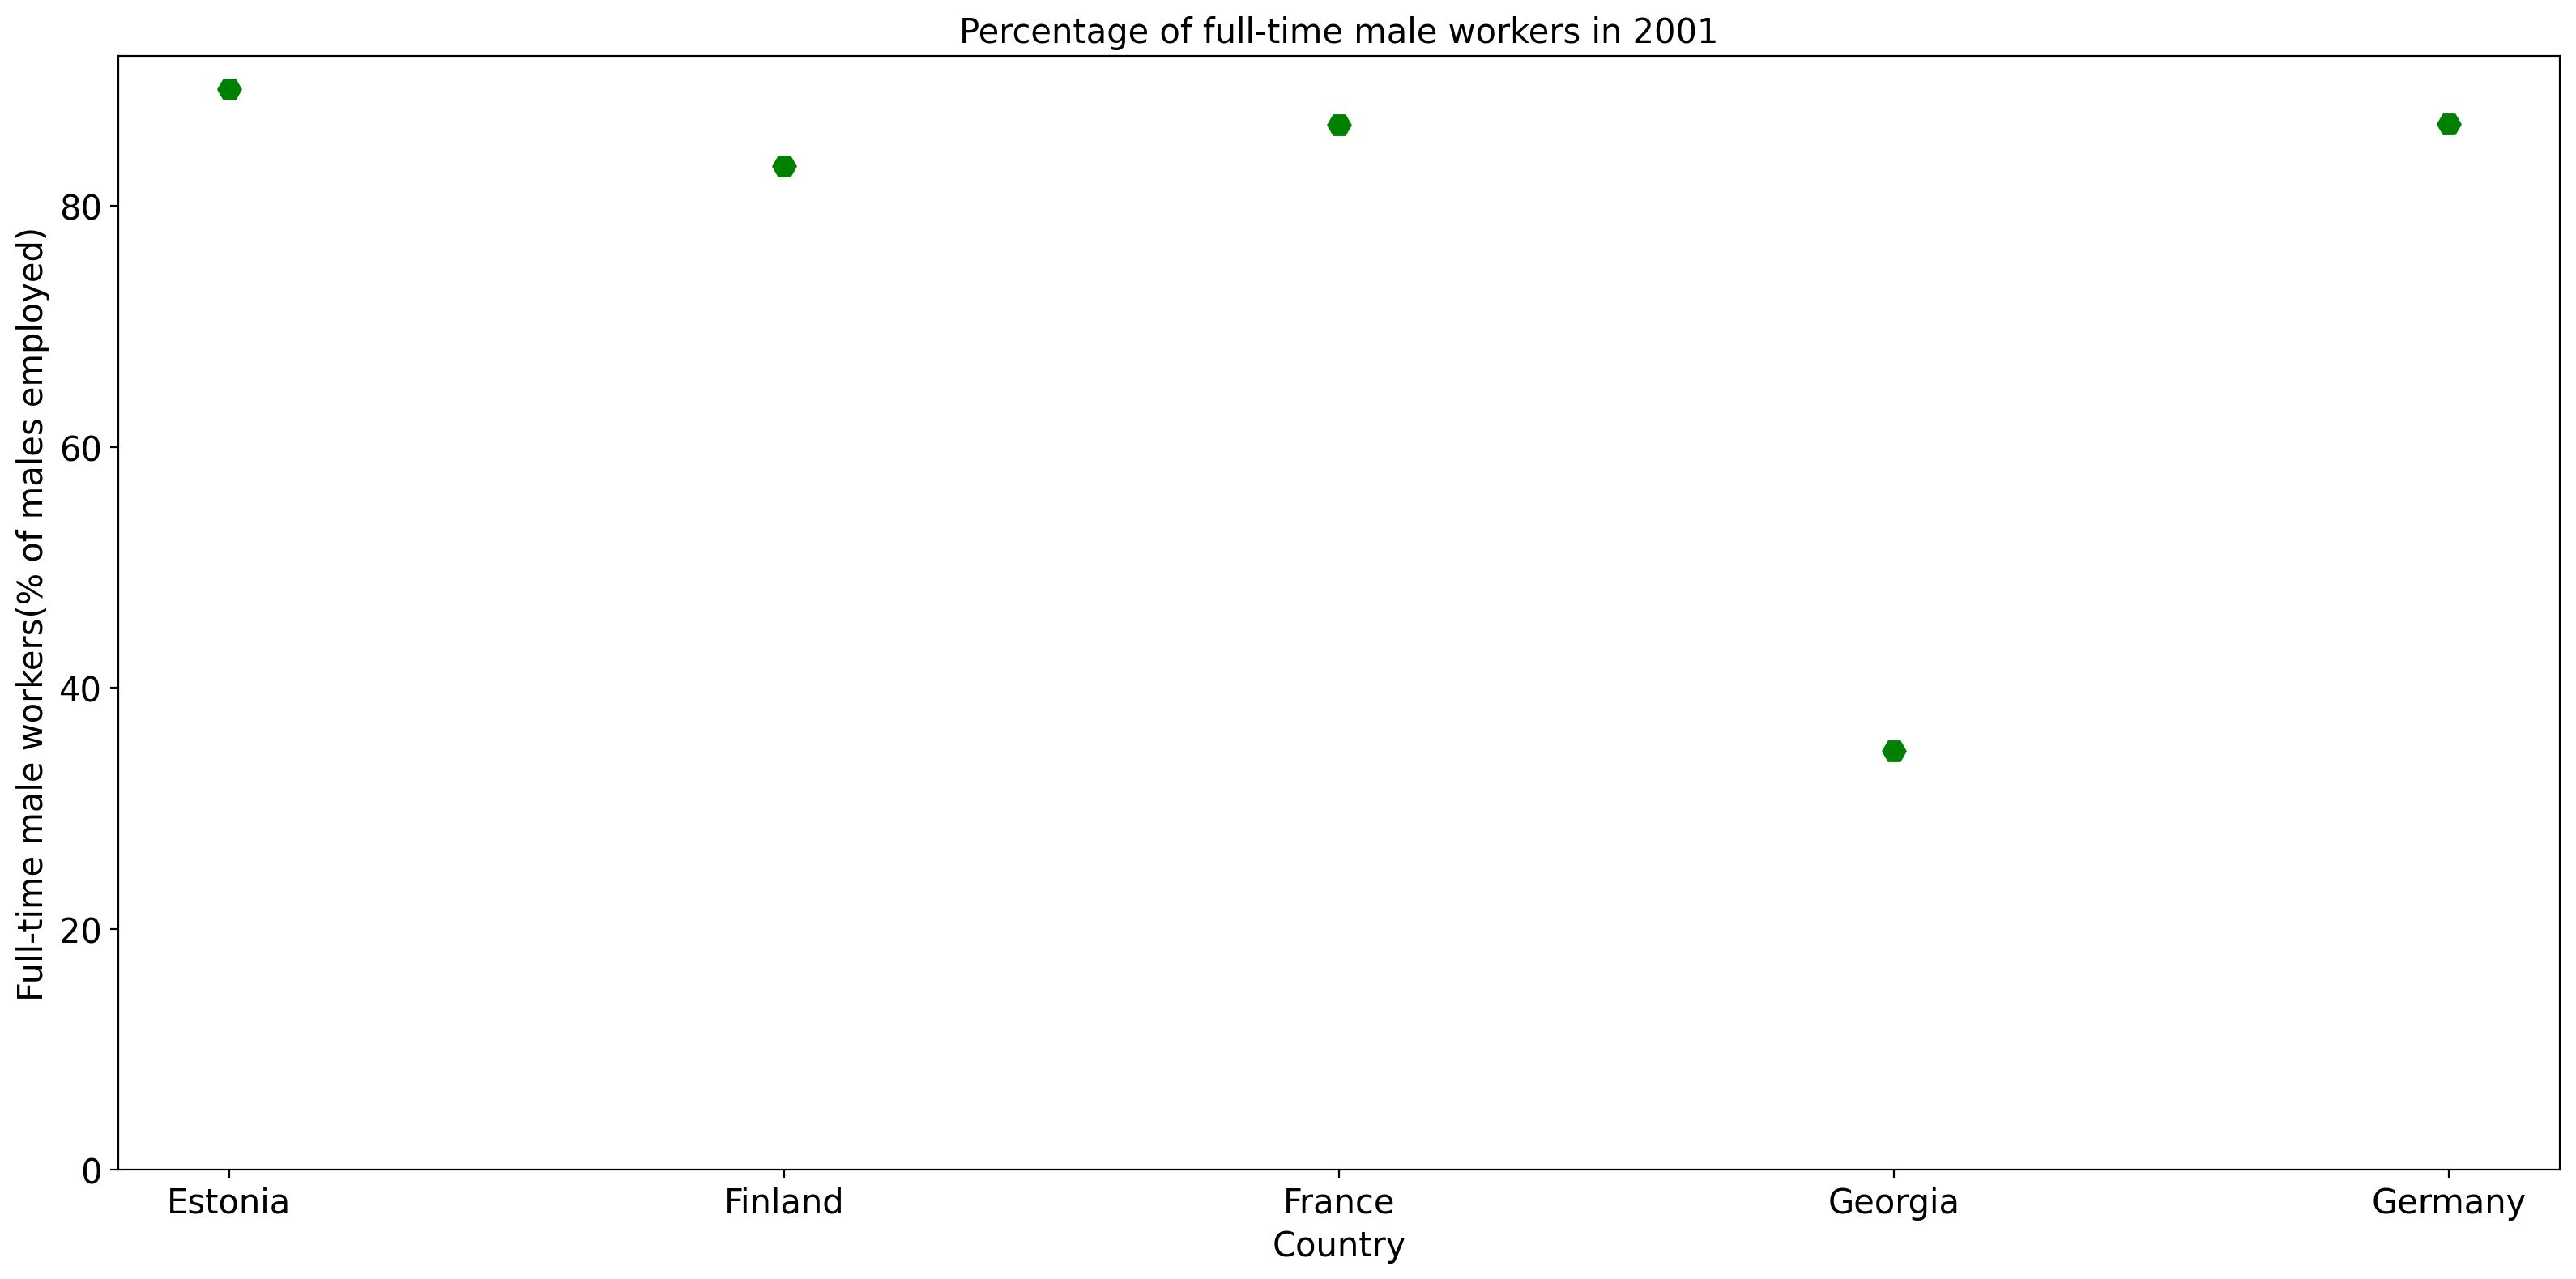 Percentage of full-time male workers in 2001
Full-time male workers(% of males employed)
80
60
40
20
0
Estonia
Finland
France
Georgia
Germany
Country